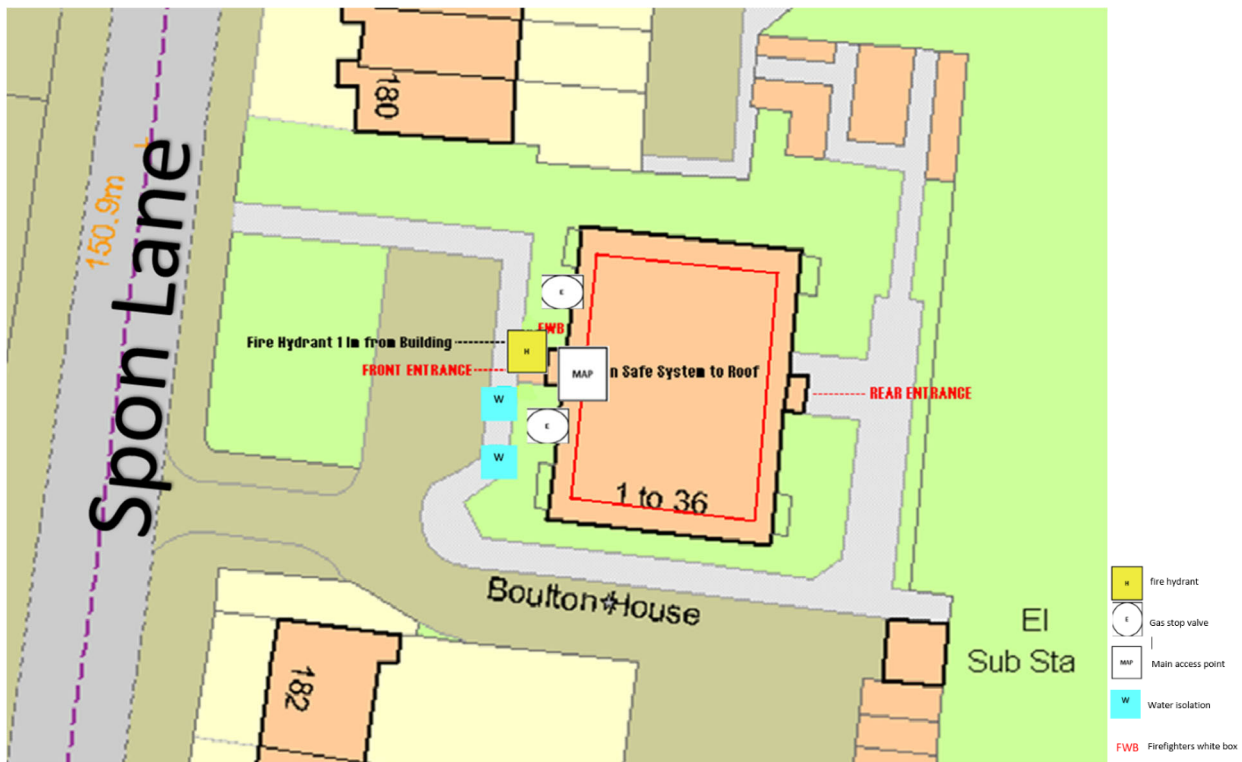 180
Spon Lane
150.9m
E
FWB
Fire Hydrant 1 Im from Building
H
FRONT ENTRANCE
MAP
n Safe System to Roof
REAR ENTRANCE
W
E
W
1 to 36
Boulton House
182
El
Sub Sta
H
fire hydrant
E
Gas stop valve
MAP
Main access point
W
Water isolation
FWB
Firefighters white box